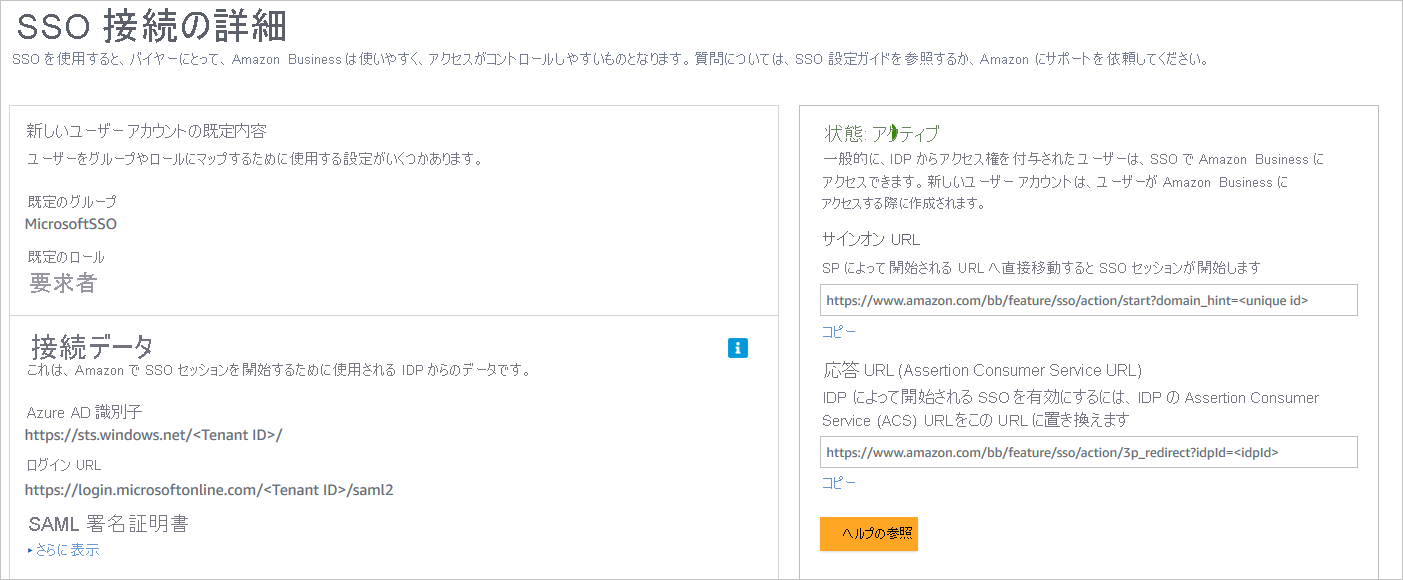 SSO 接続の詳細
SSO を使用すると、バイヤーにとって、Amazon Business は使いやすく、アクセスがコントロールしやすいものとなります。質問については、SSO 設定ガイドを参照するか、Amazon にサポートを依頼してください。
新しいユーザー アカウントの既定内容
ユーザーをグループやロールにマップするために使用する設定がいくつかあります。
既定のグループ
MicrosoftSSO
既定のロール
要求者
接続データ
これは、Amazon で SSO セッションを開始するために使用される IDP からのデータです。
Azure AD 識別子
https://sts.windows.net/<Tenant ID>/
ログイン URL
https://login.microsoftonline.com/<Tenant ID>/saml2
SAML 署名証明書
さらに表示
状態: アクティブ
一般的に、IDP からアクセス権を付与されたユーザーは、SSO で Amazon Business に
アクセスできます。新しいユーザー アカウントは、ユーザーが Amazon Business に
アクセスする際に作成されます。
サインオン URL
SP によって開始される URL へ直接移動すると SSO セッションが開始します
https://www.amazon.com/bb/feature/sso/action/start?domain_hint=<unique id>
コピー
応答 URL (Assertion Consumer Service URL)
IDP によって開始される SSO を有効にするには、IDP の Assertion Consumer
Service (ACS) URL をこの URL に置き換えます
https://www.amazon.com/bb/feature/sso/action/3p_redirect?idpId=<idpId>
コピー
ヘルプの参照